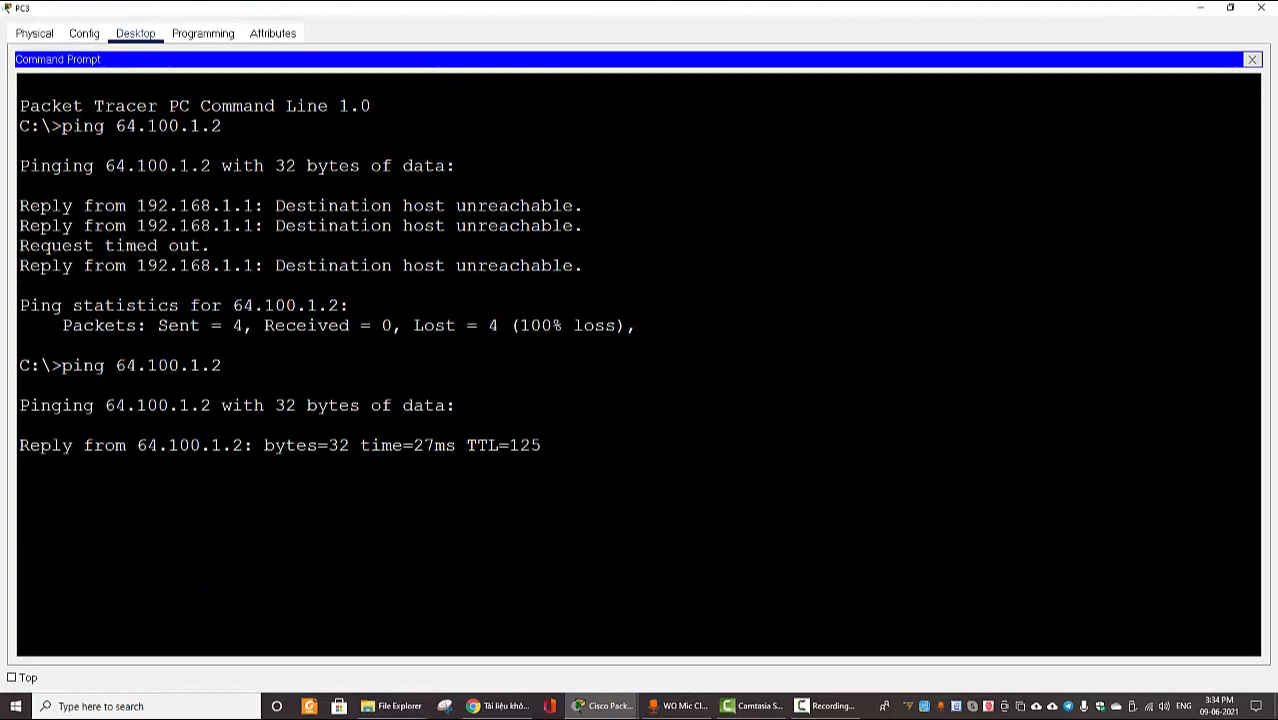 PC3
Physical Config Desktop Programming Attributes
Command Prompt
Packet Tracer PC Command Line 1.0
C:\>ping 64.100.1.2
Pinging 64.100.1.2 with 32 bytes of data:
Reply from 192.168.1.1: Destination host unreachable.
Reply from 192.168.1.1: Destination host unreachable.
Request timed out.
Reply from 192.168.1.1: Destination host unreachable.
Ping statistics for 64.100.1.2:
Packets: Sent = 4, Received = 0, Lost = 4 (100% loss),
C:\>ping 64.100.1.2
Pinging 64.100.1.2 with 32 bytes of data:
Reply from 64.100.1.2: bytes=32 time=27ms TTL=125
Top
Type here to search File Explorer Tài liệu khô... Cisco Pack... WO Mic Cl... Camtasia S... Recording... ENG 3:34 PM
09-06-2021